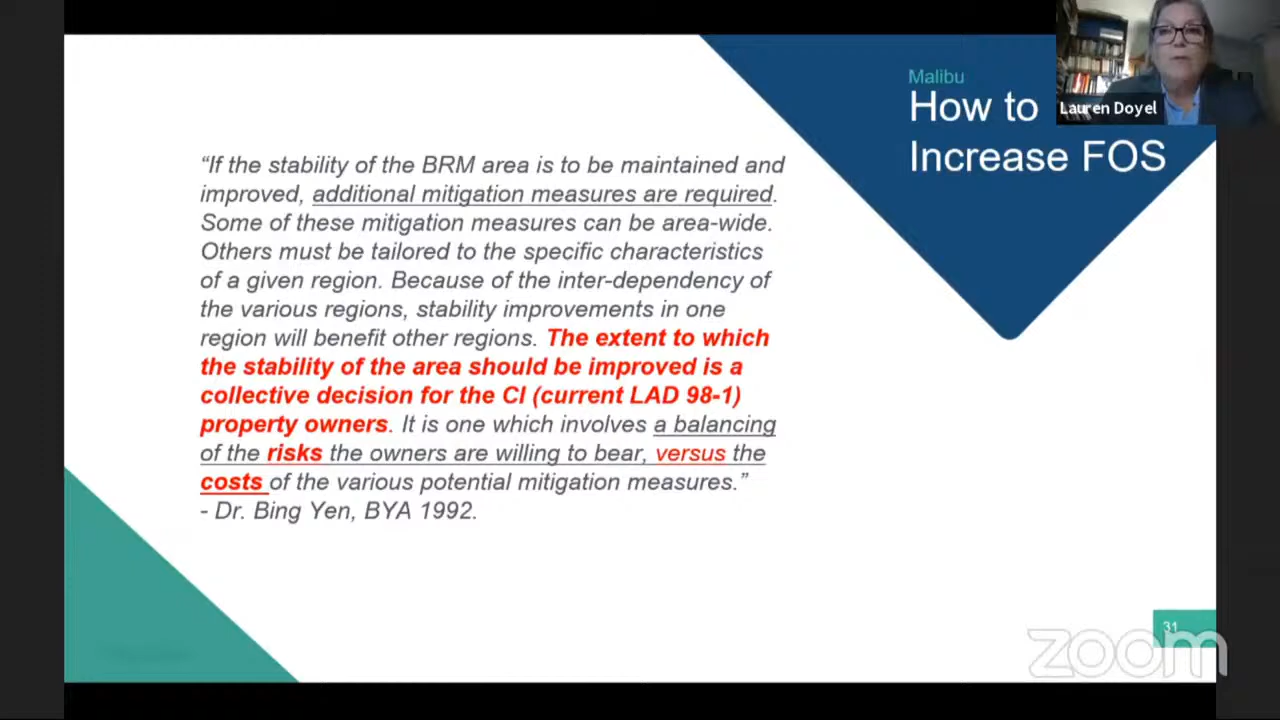 Malibu
How to
Increase FOS
Lauren Doyel
“If the stability of the BRM area is to be maintained and
improved, additional mitigation measures are required.
Some of these mitigation measures can be area-wide.
Others must be tailored to the specific characteristics
of a given region. Because of the inter-dependency of
the various regions, stability improvements in one
region will benefit other regions. The extent to which
the stability of the area should be improved is a
collective decision for the CI (current LAD 98-1)
property owners. It is one which involves a balancing
of the risks the owners are willing to bear, versus the
costs of the various potential mitigation measures.”
- Dr. Bing Yen, BYA 1992.
31
zoom